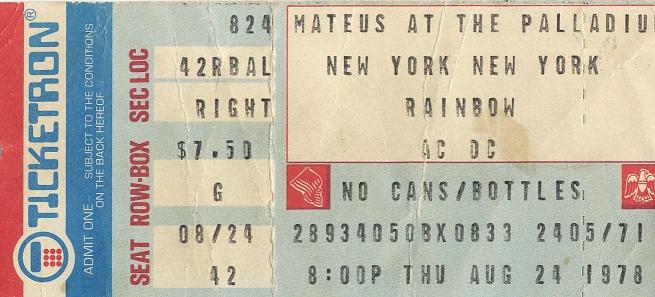 TICKETRON®
ADMIT ONE— SUBJECT TO THE CONDITIONS
ON THE BACK HEREOF
SEAT ROW-BOX SEC LOC
824
42RBAL
RIGHT
$7.50
G
08/24
42
MATEUS AT THE PALLADIUM
NEW YORK NEW YORK
RAINBOW
AC DC
NO CANS/BOTTLES
28934050BX0833 2405/71
8:00P THU AUG 24 1978